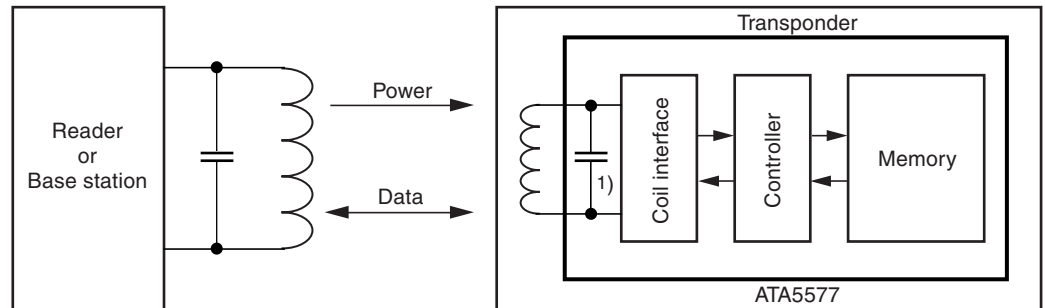 Reader
or
Base station
Power
Data
Transponder
1)
Coil interface
Controller
Memory
ATA5577